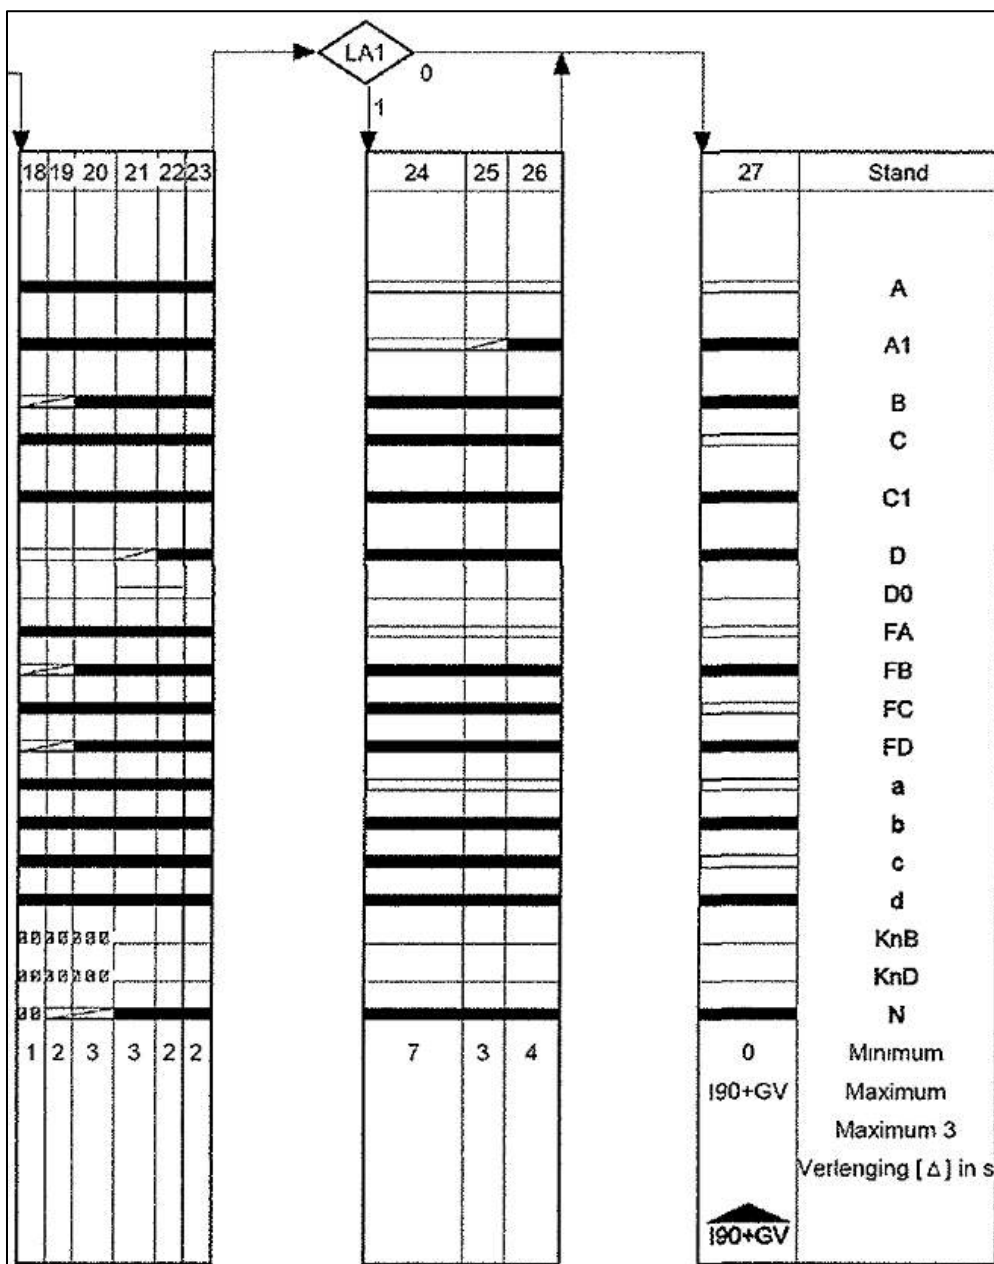 LA1
0
1
18 19 20 21 22 23 24 25 26 27 Stand
A
A1
B
C
C1
D
D0
FA
FB
FC
FD
a
b
c
d
KnB
KnD
N
1 2 3 3 2 2 7 3 4 0 Minimum
I90+GV Maximum
Maximum 3
Verlenging [Δ] in s
I90+GV